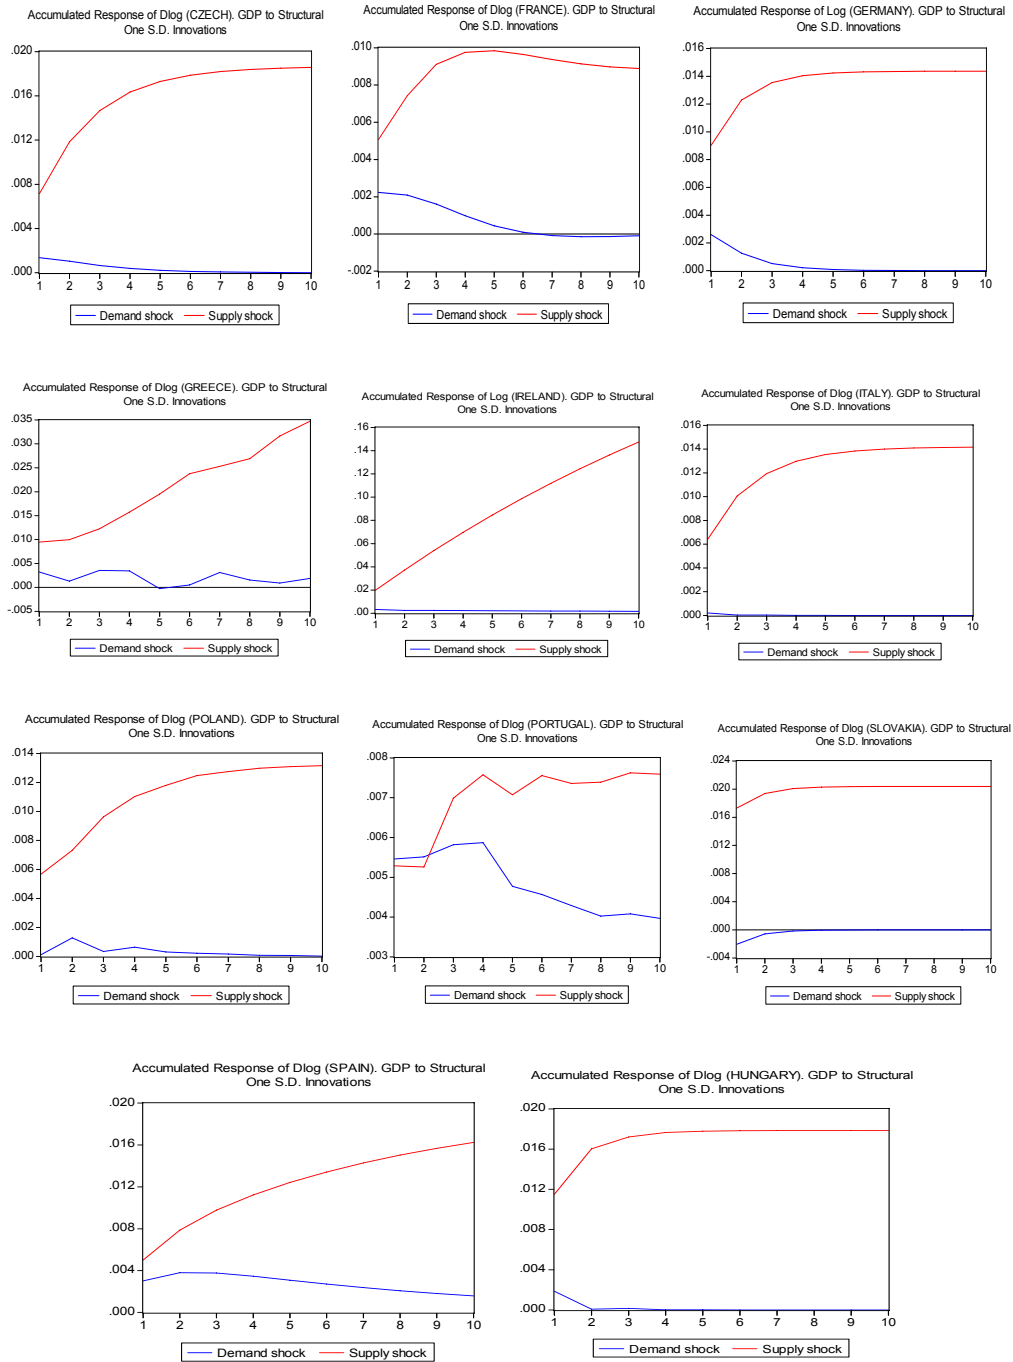 Accumulated Response of Dlog (CZECH). GDP to Structural
One S.D. Innovations
.020
.016
.012
.008
.004
.000
1 2 3 4 5 6 7 8 9 10
Demand shock Supply shock
Accumulated Response of Dlog (FRANCE). GDP to Structural
One S.D. Innovations
.010
.008
.006
.004
.002
.000
-.002
1 2 3 4 5 6 7 8 9 10
Demand shock Supply shock
Accumulated Response of Log (GERMANY). GDP to Structural
One S.D. Innovations
.016
.014
.012
.010
.008
.006
.004
.002
.000
1 2 3 4 5 6 7 8 9 10
Demand shock Supply shock
Accumulated Response of Dlog (GREECE). GDP to Structural
One S.D. Innovations
.035
.030
.025
.020
.015
.010
.005
.000
-.005
1 2 3 4 5 6 7 8 9 10
Demand shock Supply shock
Accumulated Response of Log (IRELAND). GDP to Structural
One S.D. Innovations
.16
.14
.12
.10
.08
.06
.04
.02
.00
1 2 3 4 5 6 7 8 9 10
Demand shock Supply shock
Accumulated Response of Dlog (ITALY). GDP to Structural
One S.D. Innovations
.016
.014
.012
.010
.008
.006
.004
.002
.000
1 2 3 4 5 6 7 8 9 10
Demand shock Supply shock
Accumulated Response of Dlog (POLAND). GDP to Structural
One S.D. Innovations
.014
.012
.010
.008
.006
.004
.002
.000
1 2 3 4 5 6 7 8 9 10
Demand shock Supply shock
Accumulated Response of Dlog (PORTUGAL). GDP to Structural
One S.D. Innovations
.008
.007
.006
.005
.004
.003
1 2 3 4 5 6 7 8 9 10
Demand shock Supply shock
Accumulated Response of Dlog (SLOVAKIA). GDP to Structural
One S.D. Innovations
.024
.020
.016
.012
.008
.004
.000
-.004
1 2 3 4 5 6 7 8 9 10
Demand shock Supply shock
Accumulated Response of Dlog (SPAIN). GDP to Structural
One S.D. Innovations
.020
.016
.012
.008
.004
.000
1 2 3 4 5 6 7 8 9 10
Demand shock Supply shock
Accumulated Response of Dlog (HUNGARY). GDP to Structural
One S.D. Innovations
.020
.016
.012
.008
.004
.000
1 2 3 4 5 6 7 8 9 10
Demand shock Supply shock